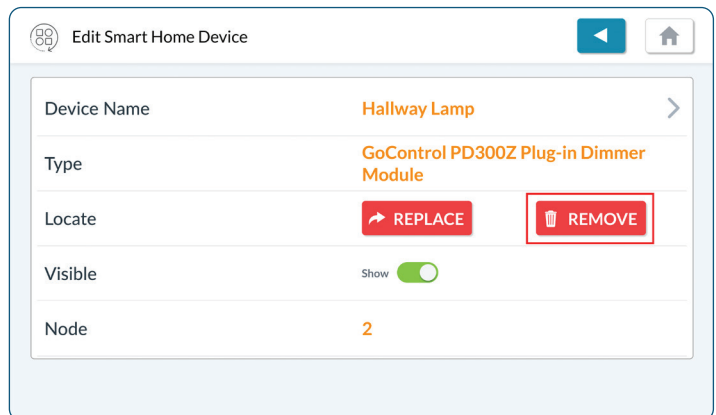 Edit Smart Home Device
Device Name Hallway Lamp
Type GoControl PD300Z Plug-in Dimmer
Module
Locate REPLACE REMOVE
Visible Show
Node 2